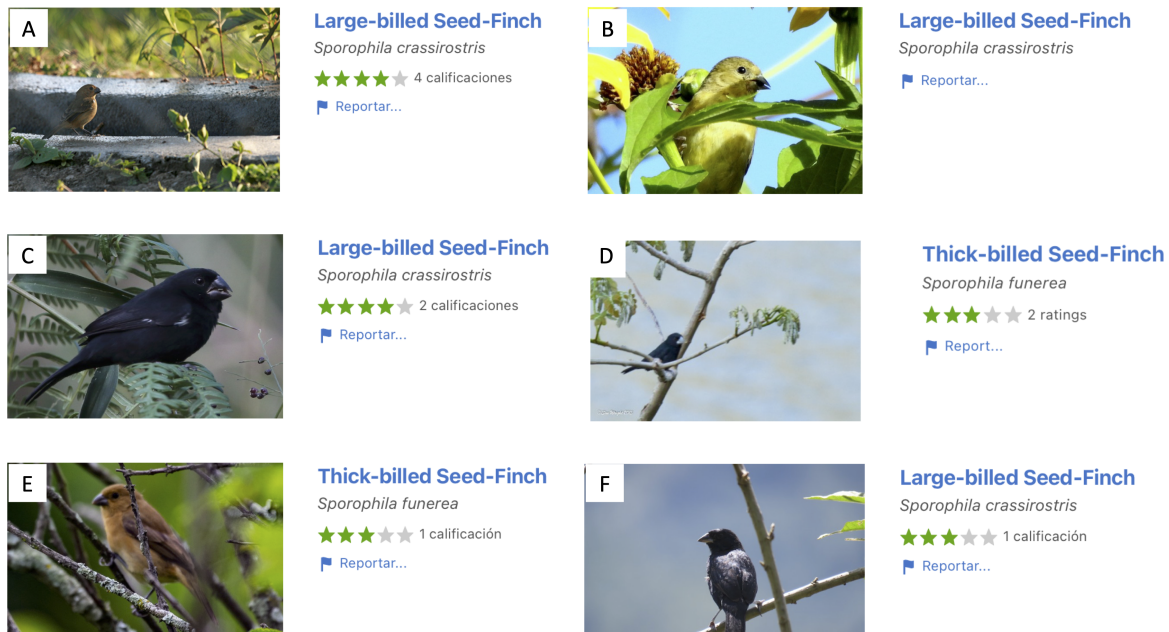 A
Large-billed Seed-Finch
Sporophila crassirostris
4 calificaciones
Reportar...
B
Large-billed Seed-Finch
Sporophila crassirostris
Reportar...
C
Large-billed Seed-Finch
Sporophila crassirostris
2 calificaciones
Reportar...
D
Thick-billed Seed-Finch
Sporophila funerea
2 ratings
Report...
E
Thick-billed Seed-Finch
Sporophila funerea
1 calificación
Reportar...
F
Large-billed Seed-Finch
Sporophila crassirostris
1 calificación
Reportar...